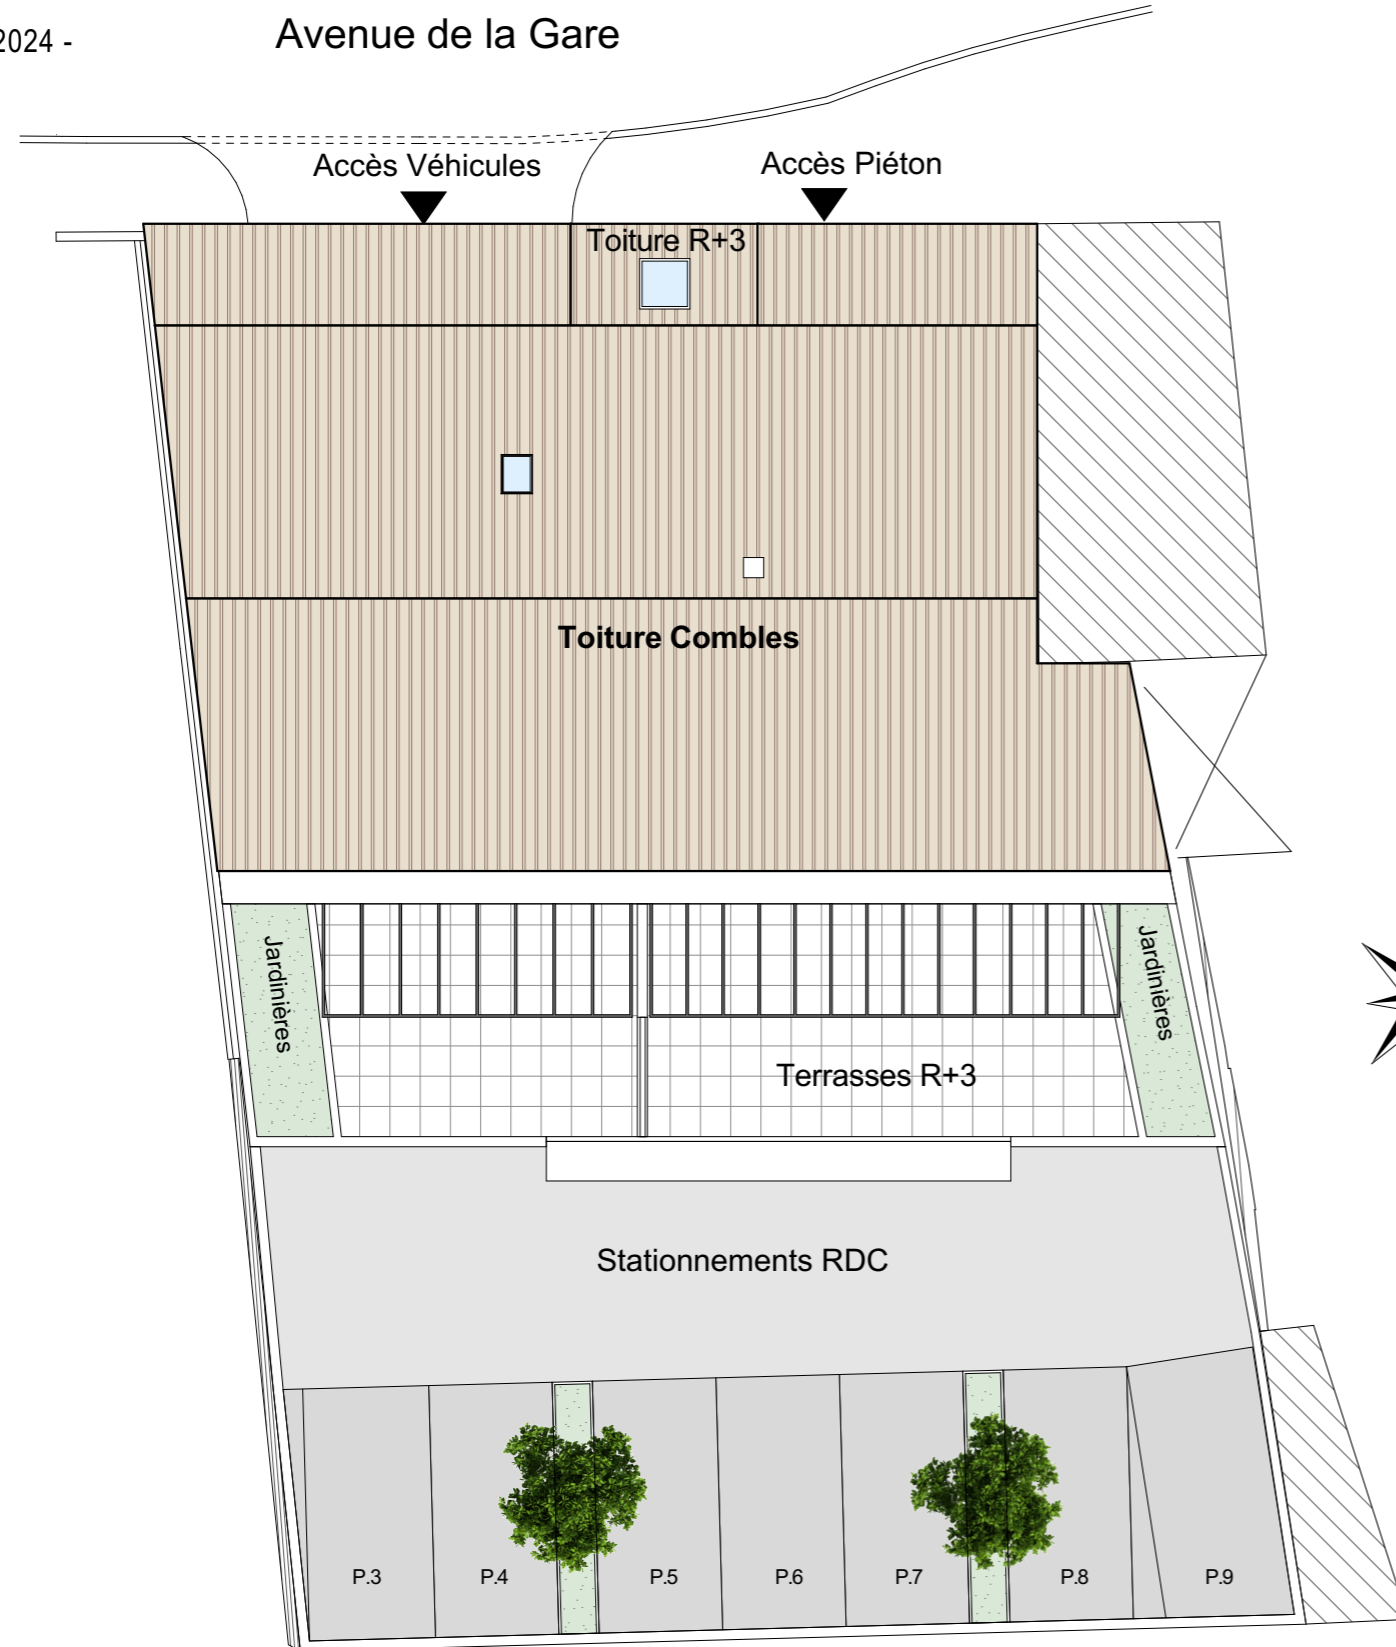 2024 -
Avenue de la Gare
Accès Véhicules
Accès Piéton
Toiture R+3
Toiture Combles
Jardinières
Jardinières
Terrasses R+3
Stationnements RDC
P.3
P.4
P.5
P.6
P.7
P.8
P.9